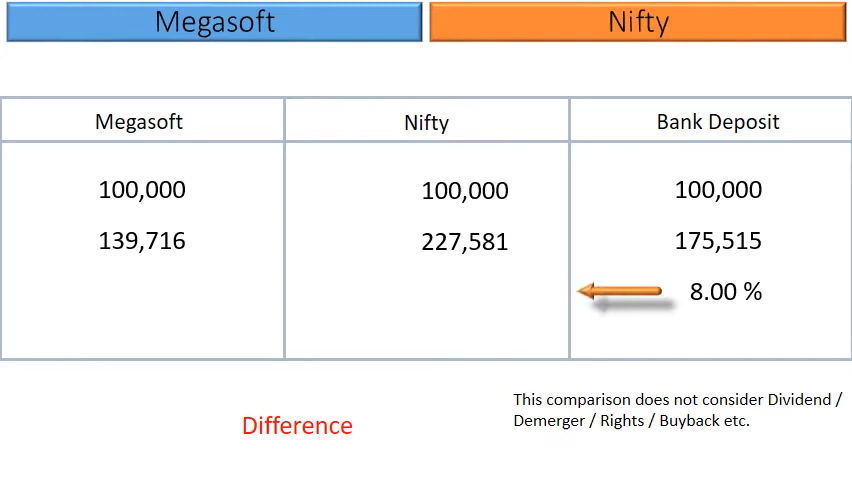 Megasoft Nifty
Megasoft Nifty Bank Deposit
100,000 100,000 100,000
139,716 227,581 175,515
8.00 %
This comparison does not consider Dividend /
Demerger / Rights / Buyback etc.
Difference